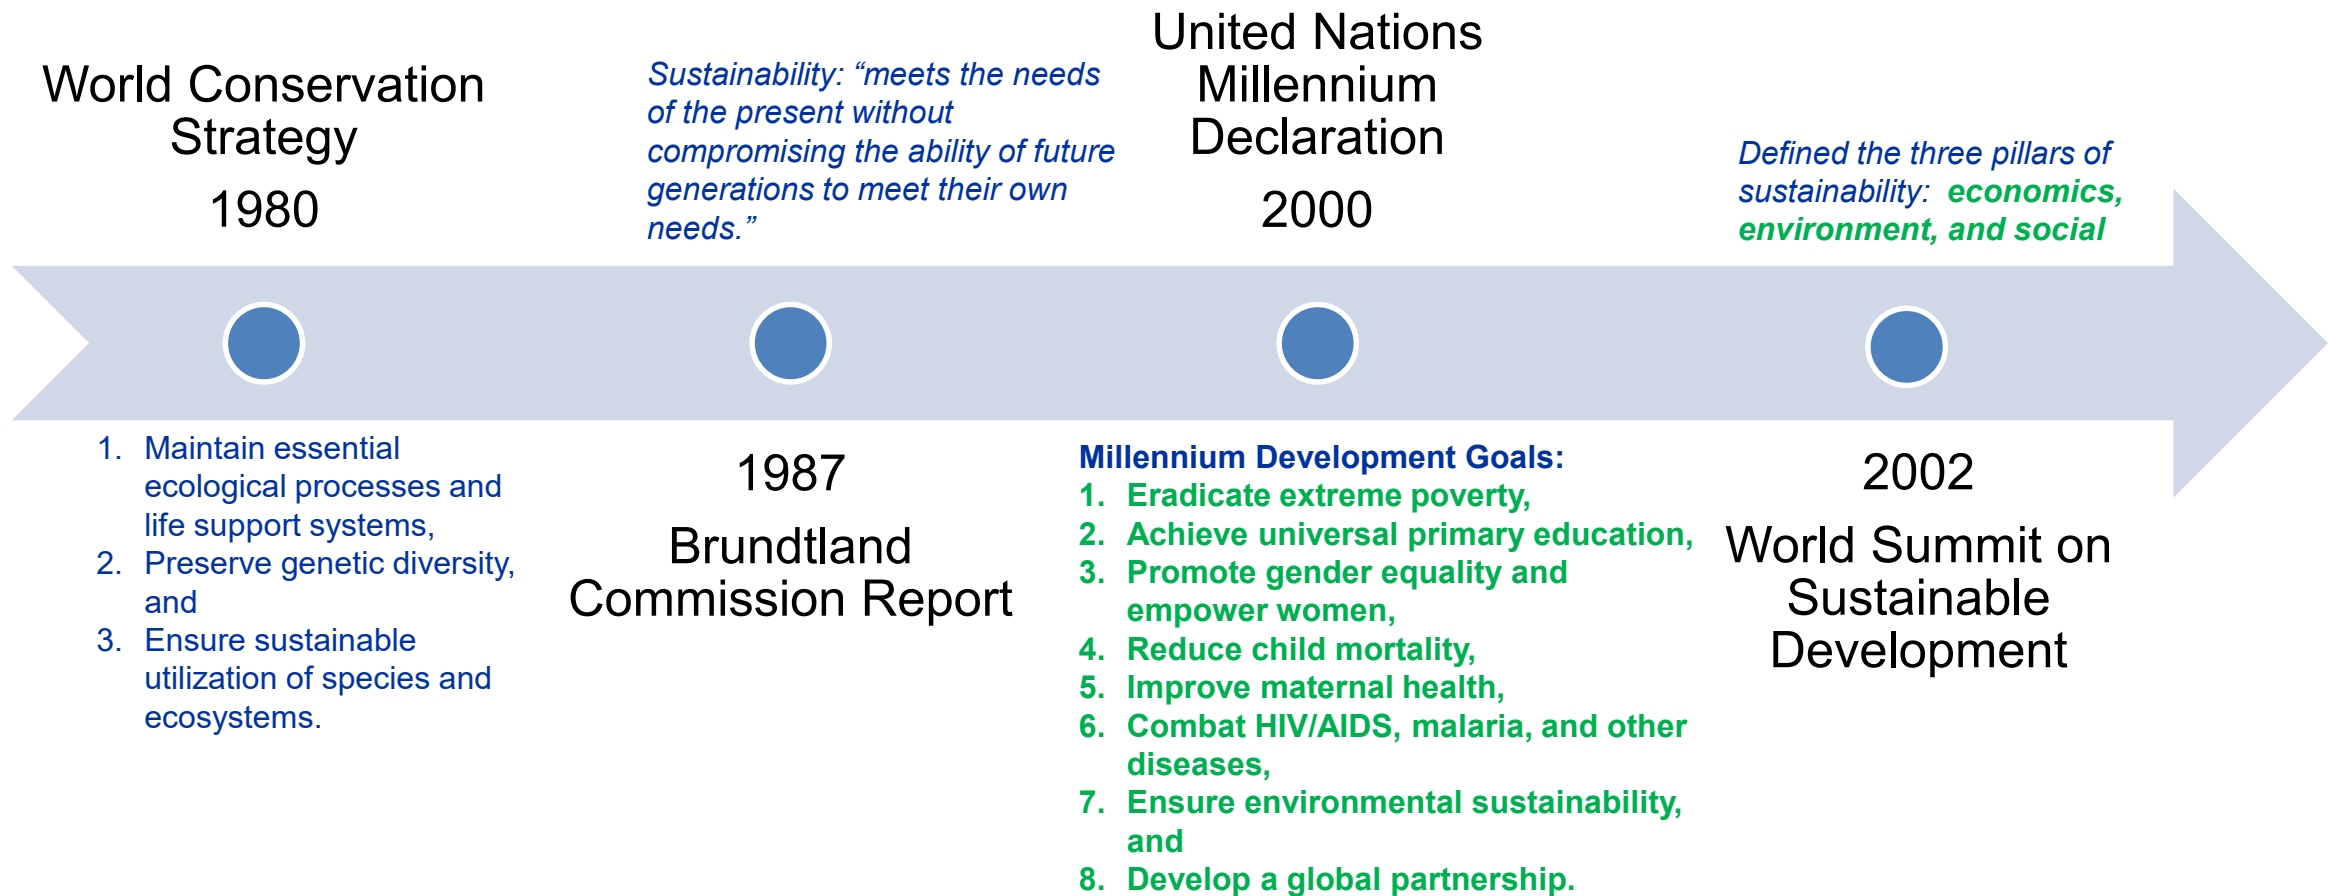 World Conservation
Strategy
1980
1. Maintain essential
ecological processes and
life support systems,
2. Preserve genetic diversity,
and
3. Ensure sustainable
utilization of species and
ecosystems.
Sustainability: “meets the needs
of the present without
compromising the ability of future
generations to meet their own
needs.”
1987
Brundtland
Commission Report
United Nations
Millennium
Declaration
2000
Millennium Development Goals:
1. Eradicate extreme poverty,
2. Achieve universal primary education,
3. Promote gender equality and
empower women,
4. Reduce child mortality,
5. Improve maternal health,
6. Combat HIV/AIDS, malaria, and other
diseases,
7. Ensure environmental sustainability,
and
8. Develop a global partnership.
Defined the three pillars of
sustainability: economics,
environment, and social
2002
World Summit on
Sustainable
Development